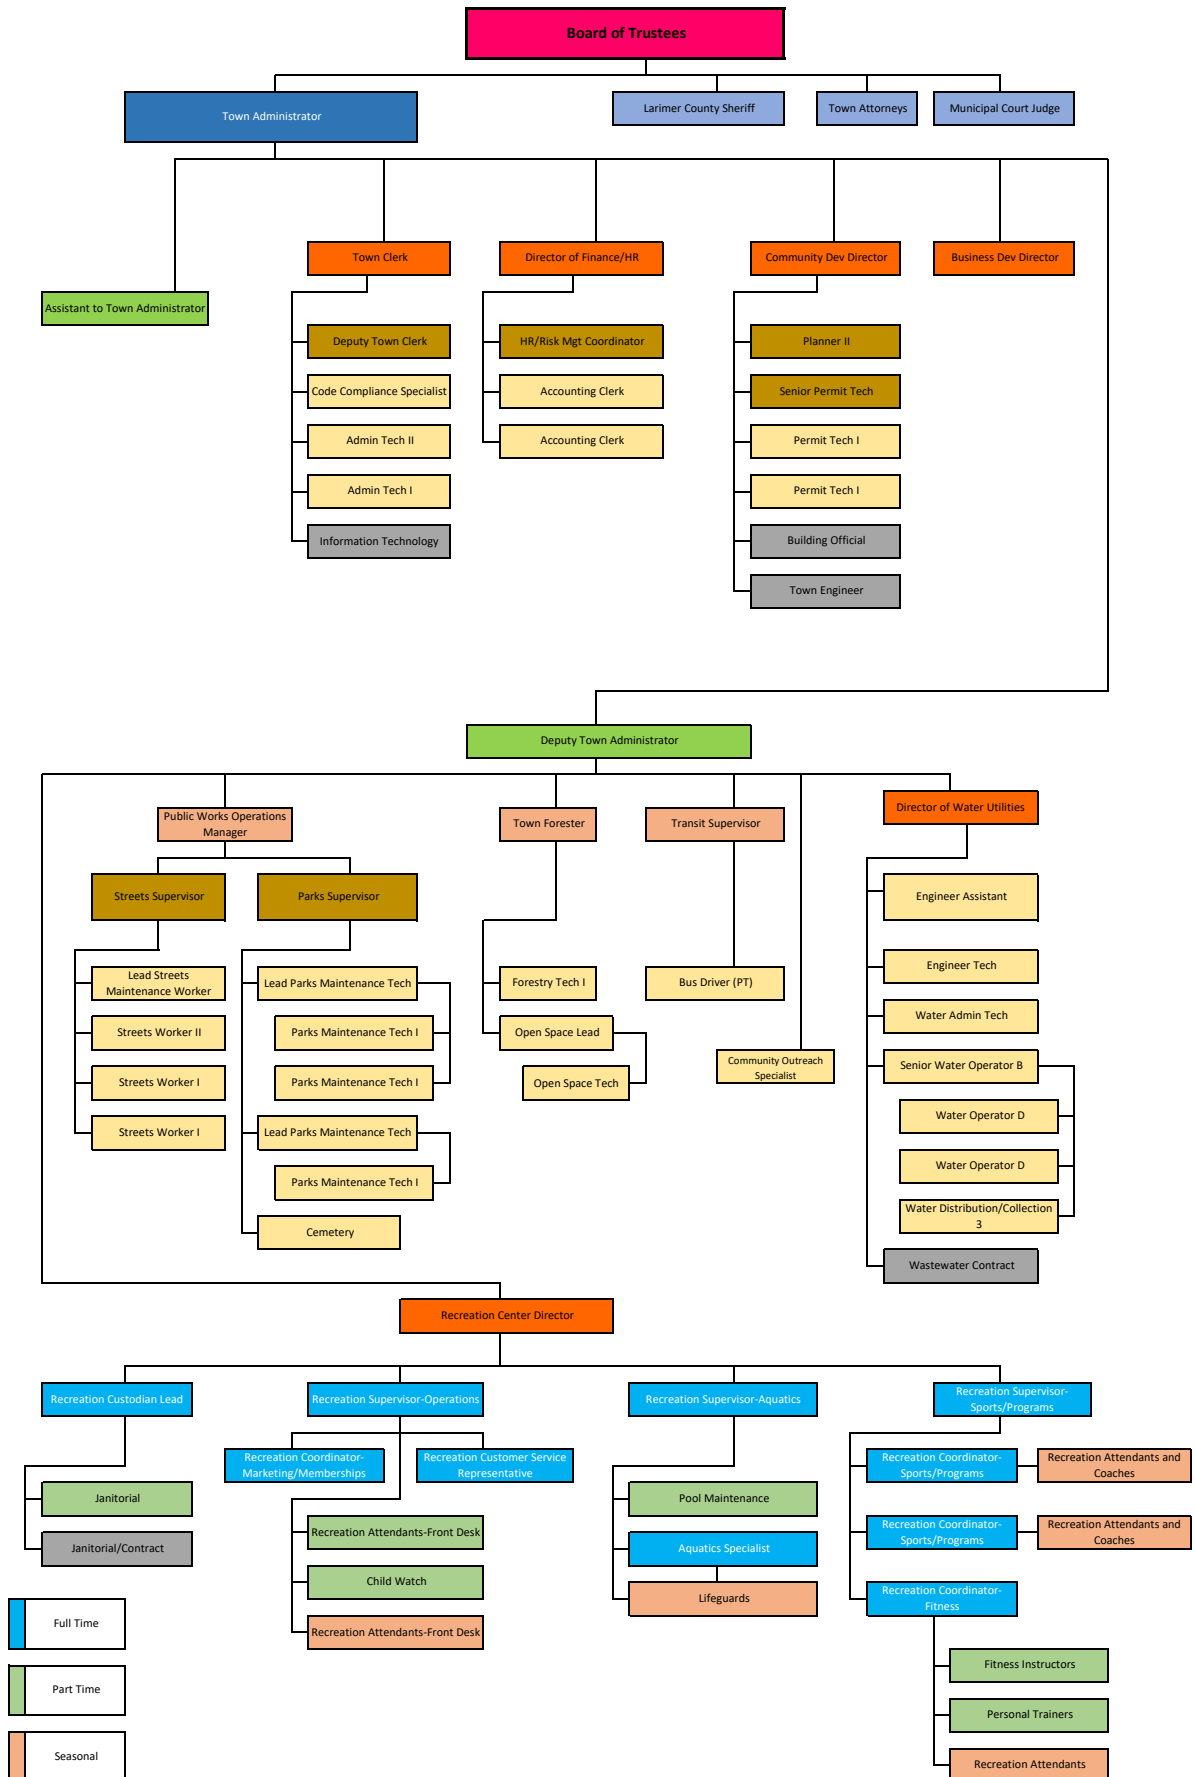 Board of Trustees
Town Administrator
Larimer County Sheriff
Town Attorneys
Municipal Court Judge
Town Clerk
Director of Finance/HR
Community Dev Director
Business Dev Director
Assistant to Town Administrator
Deputy Town Clerk
HR/Risk Mgt Coordinator
Planner II
Code Compliance Specialist
Accounting Clerk
Senior Permit Tech
Admin Tech II
Accounting Clerk
Permit Tech I
Admin Tech I
Permit Tech I
Information Technology
Building Official
Town Engineer
Deputy Town Administrator
Public Works Operations
Manager
Town Forester
Transit Supervisor
Director of Water Utilities
Streets Supervisor
Parks Supervisor
Engineer Assistant
Lead Streets
Maintenance Worker
Lead Parks Maintenance Tech
Forestry Tech I
Bus Driver (PT)
Engineer Tech
Streets Worker II
Parks Maintenance Tech I
Open Space Lead
Water Admin Tech
Streets Worker I
Parks Maintenance Tech I
Open Space Tech
Community Outreach
Specialist
Senior Water Operator B
Streets Worker I
Lead Parks Maintenance Tech
Water Operator D
Parks Maintenance Tech I
Water Operator D
Cemetery
Water Distribution/Collection
3
Wastewater Contract
Recreation Center Director
Recreation Custodian Lead
Recreation Supervisor-Operations
Recreation Supervisor-Aquatics
Recreation Supervisor-
Sports/Programs
Recreation Coordinator-
Marketing/Memberships
Recreation Customer Service
Representative
Recreation Coordinator-
Sports/Programs
Recreation Attendants and
Coaches
Janitorial
Pool Maintenance
Recreation Attendants-Front Desk
Recreation Coordinator-
Sports/Programs
Recreation Attendants and
Coaches
Janitorial/Contract
Aquatics Specialist
Child Watch
Lifeguards
Recreation Coordinator-
Fitness
Full Time
Recreation Attendants-Front Desk
Fitness Instructors
Part Time
Personal Trainers
Seasonal
Recreation Attendants